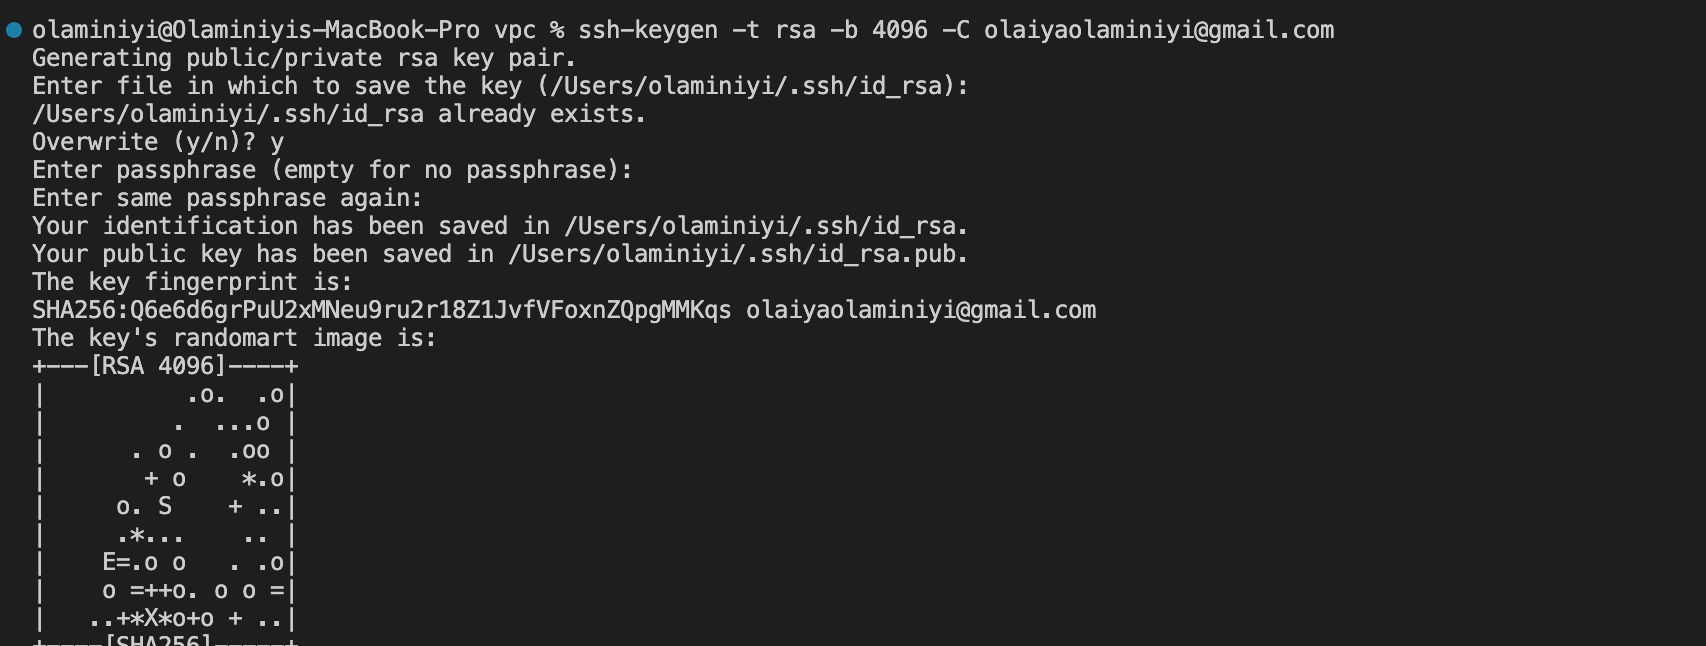 olaminiyi@Olaminiyis-MacBook-Pro vpc % ssh-keygen -t rsa -b 4096 -C olaiyaolaminiyi@gmail.com
Generating public/private rsa key pair.
Enter file in which to save the key (/Users/olaminiyi/.ssh/id_rsa):
/Users/olaminiyi/.ssh/id_rsa already exists.
Overwrite (y/n)? y
Enter passphrase (empty for no passphrase):
Enter same passphrase again:
Your identification has been saved in /Users/olaminiyi/.ssh/id_rsa.
Your public key has been saved in /Users/olaminiyi/.ssh/id_rsa.pub.
The key fingerprint is:
SHA256:Q6e6d6grPuU2xMNeu9ru2r18Z1JvfVFoxnZQpgMMKqs olaiyaolaminiyi@gmail.com
The key's randomart image is:
+---[RSA 4096]----+
|          .o.  .o|
|         .  ...o |
|      . o .  .oo |
|       + o    *.o|
|     o. S    + ..|
|     .*...    .. |
|    E=.o o   . .o|
|    o =++o. o o =|
|   ..+*X*o+o + ..|
+----[SHA256]-----+